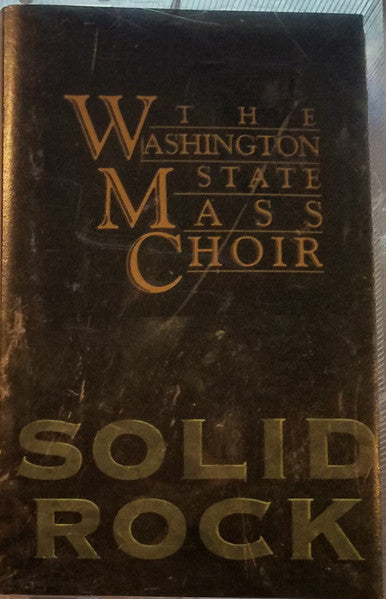 THE
WASHINGTON
STATE
MASS
CHOIR
SOLID
ROCK